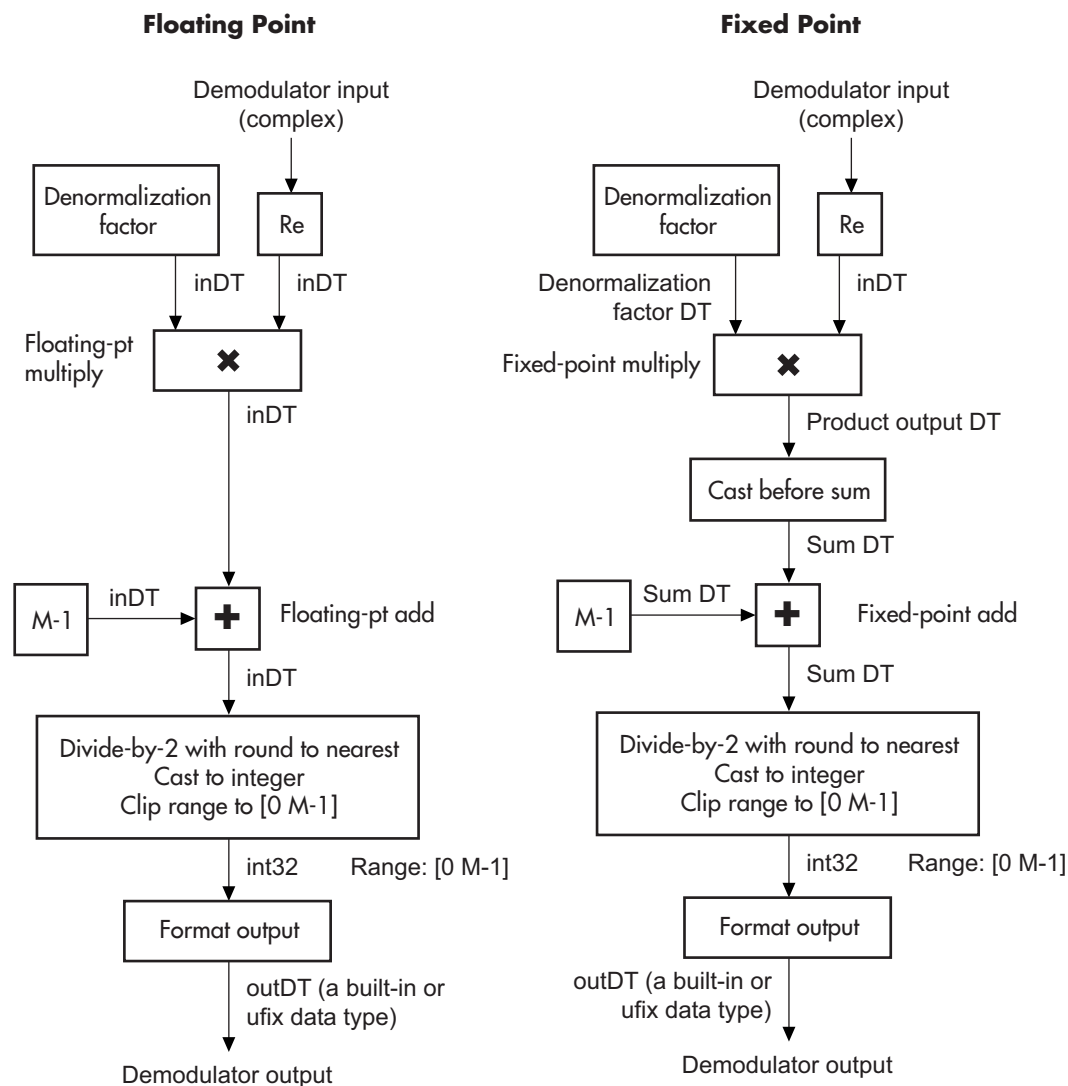 Floating Point
Demodulator input
(complex)
Denormalization
factor
Re
inDT
inDT
Floating-pt
multiply
×
inDT
M-1
inDT
+
Floating-pt add
inDT
Divide-by-2 with round to nearest
Cast to integer
Clip range to [0 M-1]
int32
Range: [0 M-1]
Format output
outDT (a built-in or
ufix data type)
Demodulator output
Fixed Point
Demodulator input
(complex)
Denormalization
factor
Re
Denormalization
factor DT
inDT
Fixed-point multiply
×
Product output DT
Cast before sum
Sum DT
M-1
Sum DT
+
Fixed-point add
Sum DT
Divide-by-2 with round to nearest
Cast to integer
Clip range to [0 M-1]
int32
Range: [0 M-1]
Format output
outDT (a built-in or
ufix data type)
Demodulator output